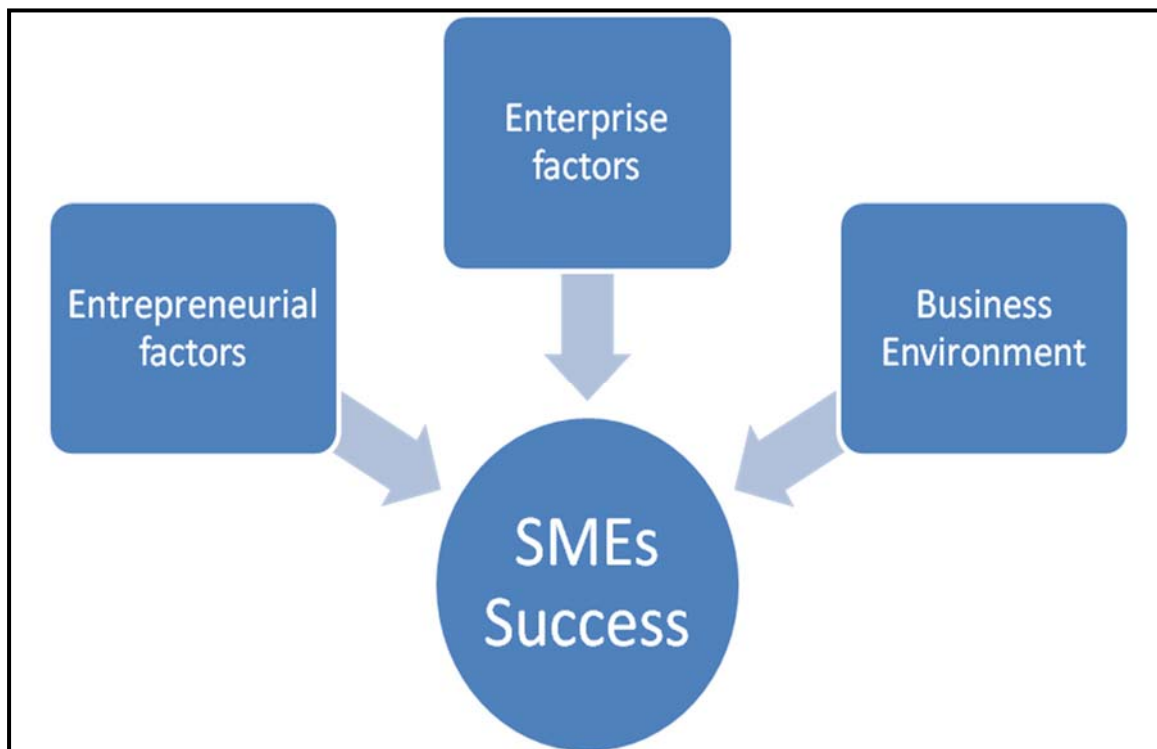 Enterprise
factors
Entrepreneurial
factors
Business
Environment
SMEs
Success